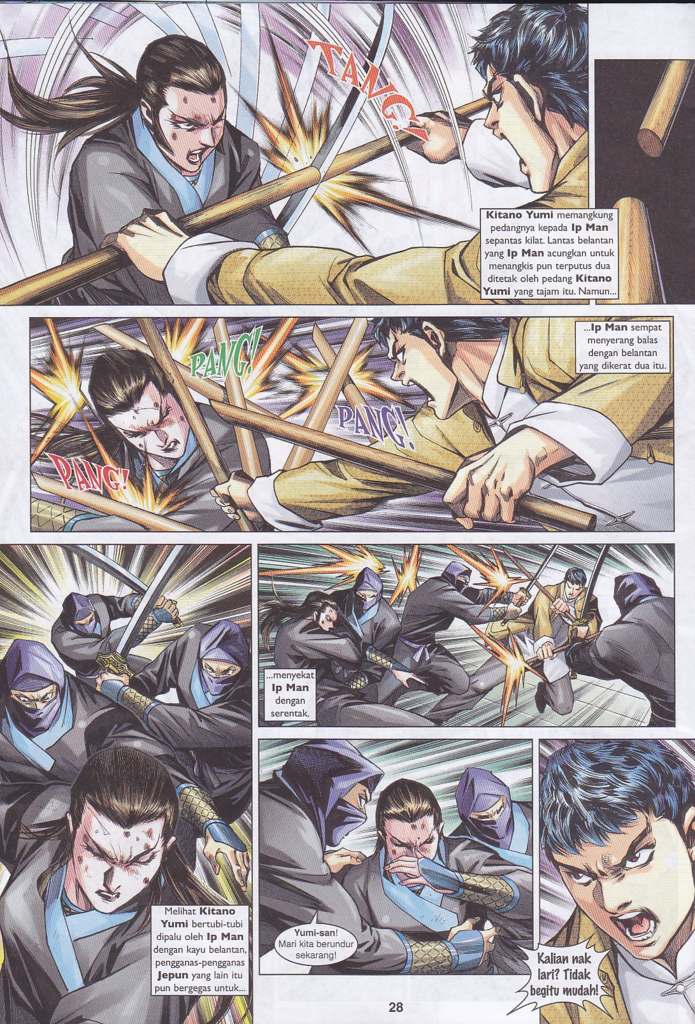 TANG!
Kitano Yumi memangkung
pedangnya kepada Ip Man
sepantas kilat. Lantas belantan
yang Ip Man acungkan untuk
menangkis pun terputus dua
ditetak oleh pedang Kitano
Yumi yang tajam itu. Namun...
...Ip Man sempat
menyerang balas
dengan belantan
yang dikerat dua itu.
PANG!
PANG!
PANG!
Melihat Kitano
Yumi bertubi-tubi
dipalu oleh Ip Man
dengan kayu belantan,
pengganas-pengganas
Jepun yang lain itu
pun bergegas untuk...
...menyekat
Ip Man
dengan
serentak.
Yumi-san!
Mari kita berundur
sekarang!
Kalian nak
lari? Tidak
begitu mudah!
28